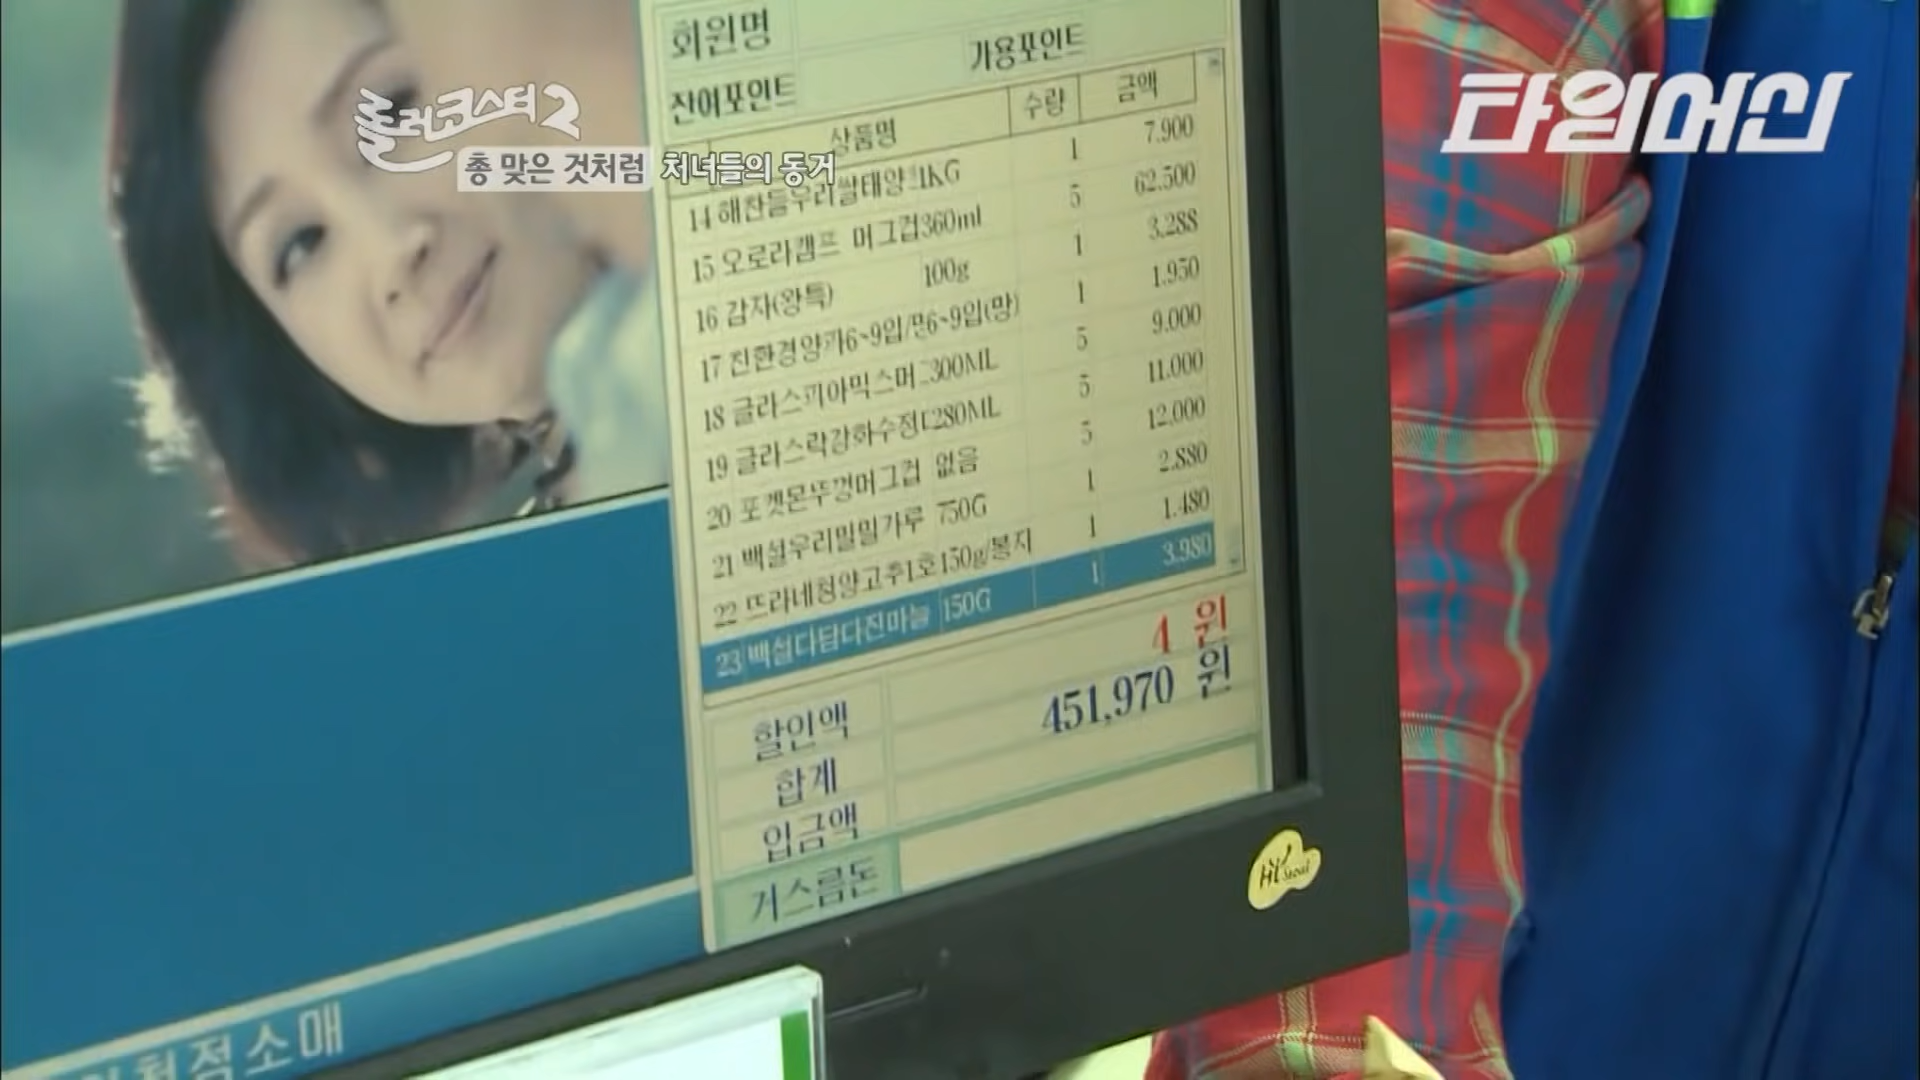 롤러코스터2
총 맞은 것처럼 처녀들의 동거
타임머신
회원명
잔여포인트 가용포인트
상품명 수량 금액
14 해찬들우리쌀태양초1KG 1 7.900
15 오로라캠프 머그컵360ml 5 62.500
16 감자(왕특) 100g 1 3.288
17 친환경양파6~9입/망6~9입(망) 1 1.950
18 글라스피아믹스머_300ML 5 9.000
19 글라스락강화수정 280ML 5 11.000
20 포켓몬뚜껑머그컵 없음 5 12.000
21 백설우리밀밀가루 750G 1 2.880
22 뜨라네청양고추1호150g/봉지 1 1.480
23 백설다담다진마늘 150G 1 3.980
할인액 4 원
합계 451,970 원
입금액
거스름돈
Hi Seoul
점소매